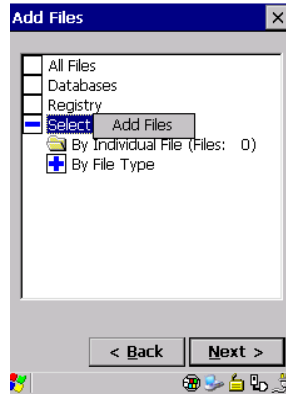 Add Files
All Files
Databases
Registry
Select
Add Files
By Individual File (Files: 0)
By File Type
< Back
Next >